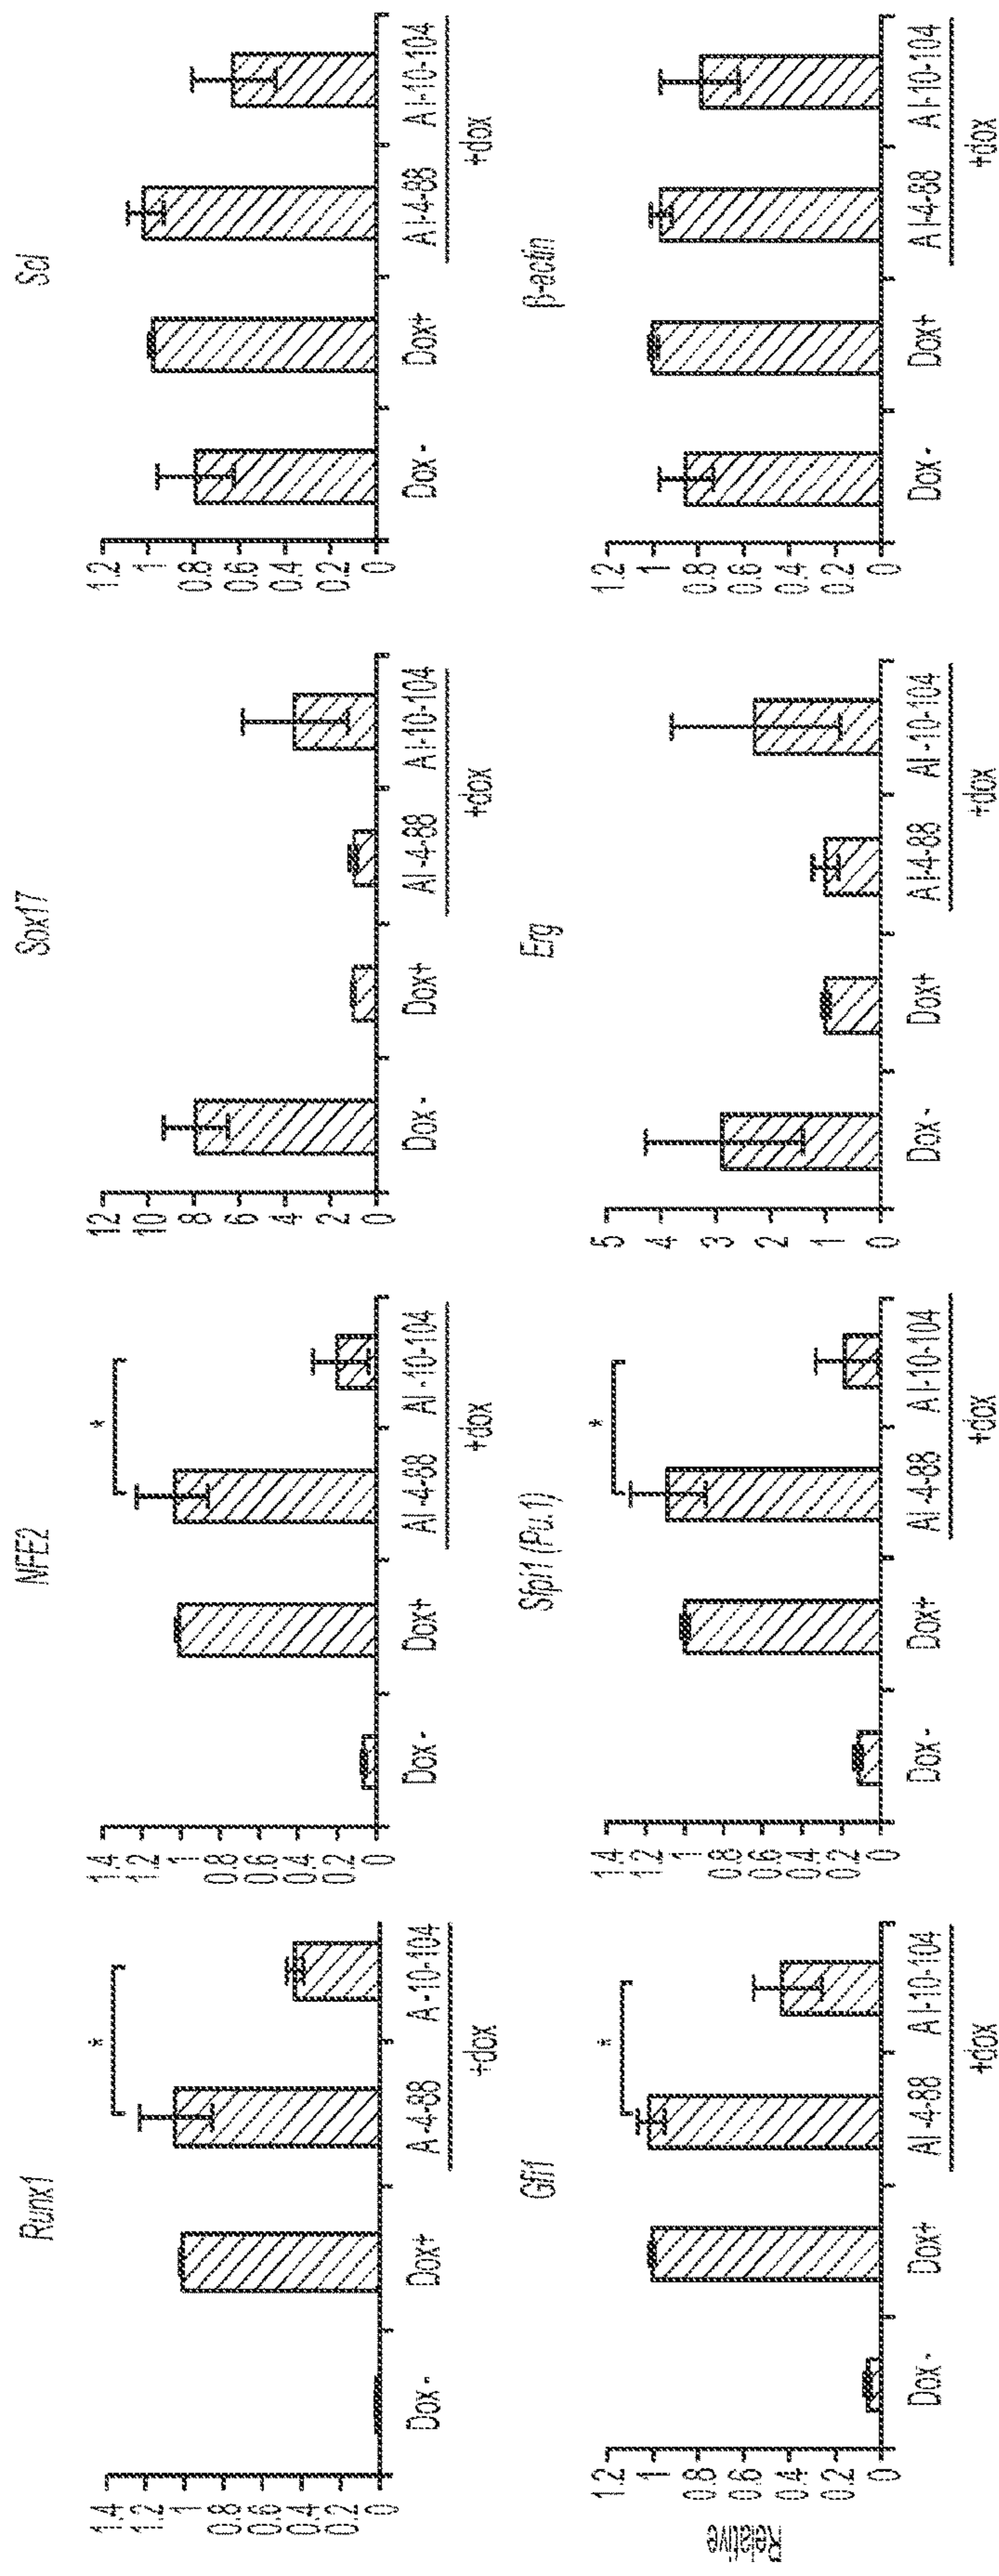 Runx1
1.4
1.2
1
0.8
0.6
0.4
0.2
0
Dox -
Dox+
A-4-88
A-10-104
+dox
*
NFE2
1.4
1.2
1
0.8
0.6
0.4
0.2
0
Dox -
Dox+
AI-4-88
AI-10-104
+dox
*
Sox17
12
10
8
6
4
2
0
Dox -
Dox+
AI-4-88
AI-10-104
+dox
Scl
1.2
1
0.8
0.6
0.4
0.2
0
Dox -
Dox+
AI-4-88
AI-10-104
+dox
Relative
Gfi1
1.2
1
0.8
0.6
0.4
0.2
0
Dox -
Dox+
AI-4-88
AI-10-104
+dox
*
Sfpi1 (Pu.1)
1.4
1.2
1
0.8
0.6
0.4
0.2
0
Dox -
Dox+
AI-4-88
AI-10-104
+dox
*
Erg
5
4
3
2
1
0
Dox -
Dox+
AI-4-88
AI-10-104
+dox
β-actin
1.2
1
0.8
0.6
0.4
0.2
0
Dox -
Dox+
AI-4-88
AI-10-104
+dox